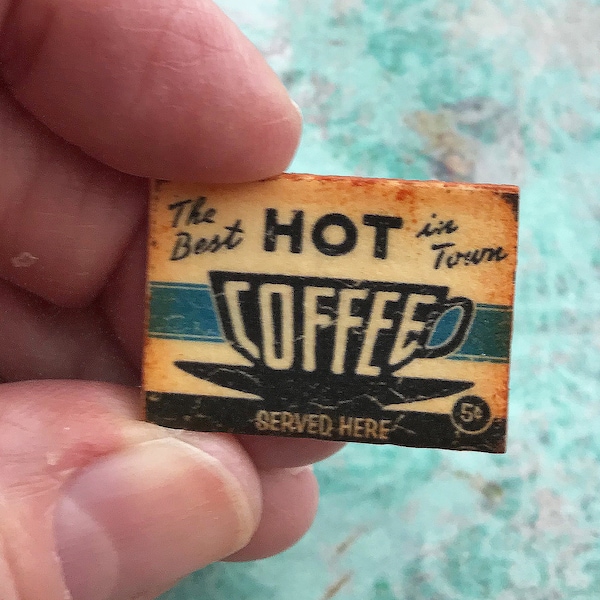 The Best HOT in Town
COFFEE
SERVED HERE
5¢